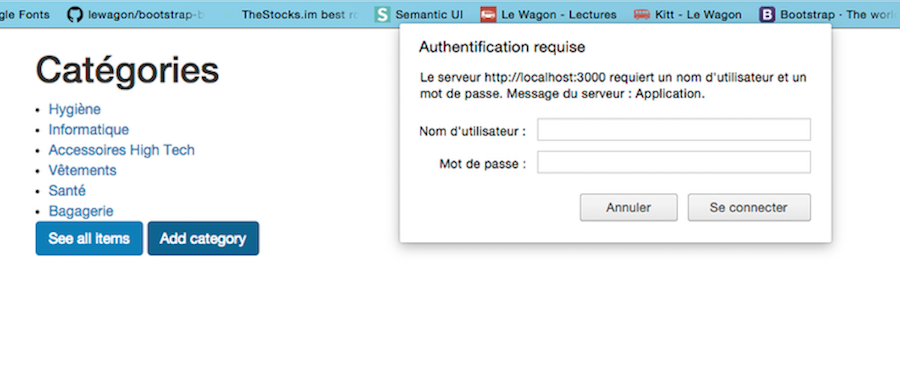 gle Fonts lewagon/bootstrap-b TheStocks.im best ro Semantic UI Le Wagon - Lectures Kitt - Le Wagon Bootstrap · The worl
Catégories
Hygiène
Informatique
Accessoires High Tech
Vêtements
Santé
Bagagerie
See all items Add category
Authentification requise
Le serveur http://localhost:3000 requiert un nom d'utilisateur et un
mot de passe. Message du serveur : Application.
Nom d'utilisateur :
Mot de passe :
Annuler Se connecter